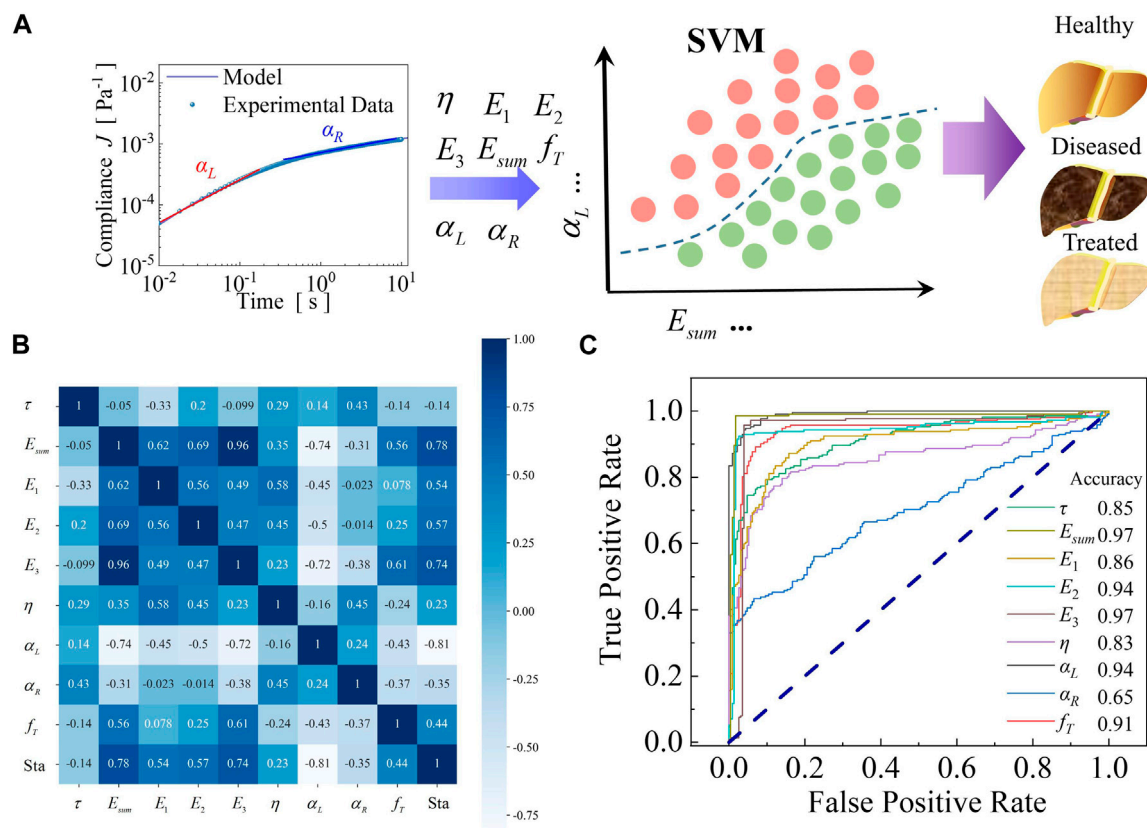 A
Compliance J [ Pa⁻¹ ]
10⁻²
10⁻³
10⁻⁴
10⁻⁵
Model
Experimental Data
α_L
α_R
10⁻² 10⁻¹ 10⁰ 10¹
Time [ s ]
η E₁ E₂
E₃ E_sum f_T
α_L α_R
SVM
α_L ...
E_sum ...
Healthy
Diseased
Treated
B
τ 1 -0.05 -0.33 0.2 -0.099 0.29 0.14 0.43 -0.14 -0.14
E_sum -0.05 1 0.62 0.69 0.96 0.35 -0.74 -0.31 0.56 0.78
E₁ -0.33 0.62 1 0.56 0.49 0.58 -0.45 -0.023 0.078 0.54
E₂ 0.2 0.69 0.56 1 0.47 0.45 -0.5 -0.014 0.25 0.57
E₃ -0.099 0.96 0.49 0.47 1 0.23 -0.72 -0.38 0.61 0.74
η 0.29 0.35 0.58 0.45 0.23 1 -0.16 0.45 -0.24 0.23
α_L 0.14 -0.74 -0.45 -0.5 -0.72 -0.16 1 0.24 -0.43 -0.81
α_R 0.43 -0.31 -0.023 -0.014 -0.38 0.45 0.24 1 -0.37 -0.35
f_T -0.14 0.56 0.078 0.25 0.61 -0.24 -0.43 -0.37 1 0.44
Sta -0.14 0.78 0.54 0.57 0.74 0.23 -0.81 -0.35 0.44 1
τ E_sum E₁ E₂ E₃ η α_L α_R f_T Sta
1.00
0.75
0.50
0.25
0.00
-0.25
-0.50
-0.75
C
True Positive Rate
1.0
0.8
0.6
0.4
0.2
0.0
Accuracy
τ 0.85
E_sum 0.97
E₁ 0.86
E₂ 0.94
E₃ 0.97
η 0.83
α_L 0.94
α_R 0.65
f_T 0.91
0.0 0.2 0.4 0.6 0.8 1.0
False Positive Rate